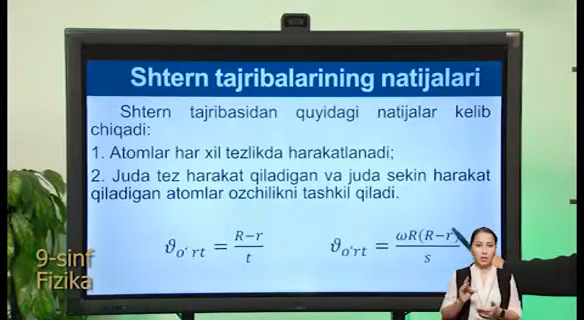 Shtern tajribalarining natijalari
Shtern tajribasidan quyidagi natijalar kelib
chiqadi:
1. Atomlar har xil tezlikda harakatlanadi;
2. Juda tez harakat qiladigan va juda sekin harakat
qiladigan atomlar ozchilikni tashkil qiladi.
ϑo‘rt = (R−r)/t
ϑo‘rt = ωR(R−r)/s
9-sinf
Fizika